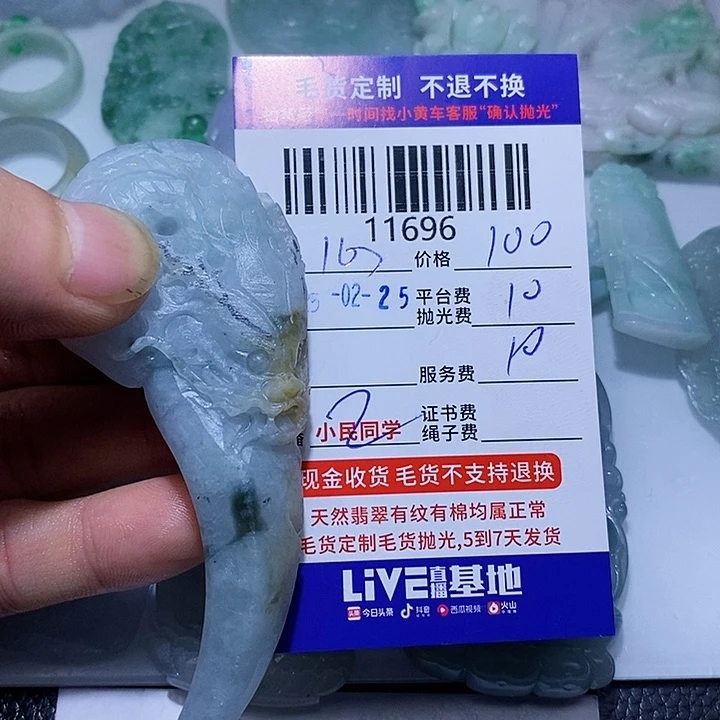 毛货定制 不退不换
一时间找小黄车客服“确认抛光”
11696
价格 100
-02-25 平台费 抛光费 10
服务费
证书费
小民同学 2 绳子费
现金收货 毛货不支持退换
天然翡翠有纹有棉均属正常
毛货定制毛货抛光,5到7天发货
LiVE直播基地
头条 今日头条 抖音 西瓜视频 火山